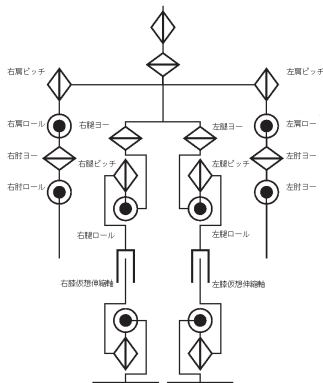 右肩ピッチ
左肩ピッチ
右肩ロール
右腿ヨー
左腿ヨー
左肩ロー
右肘ヨー
右腿ピッチ
左腿ピッチ
左肘ヨー
右肘ロール
左肘ヨー
右腿ロール
左腿ロール
右膝仮想伸縮軸
左膝仮想伸縮軸